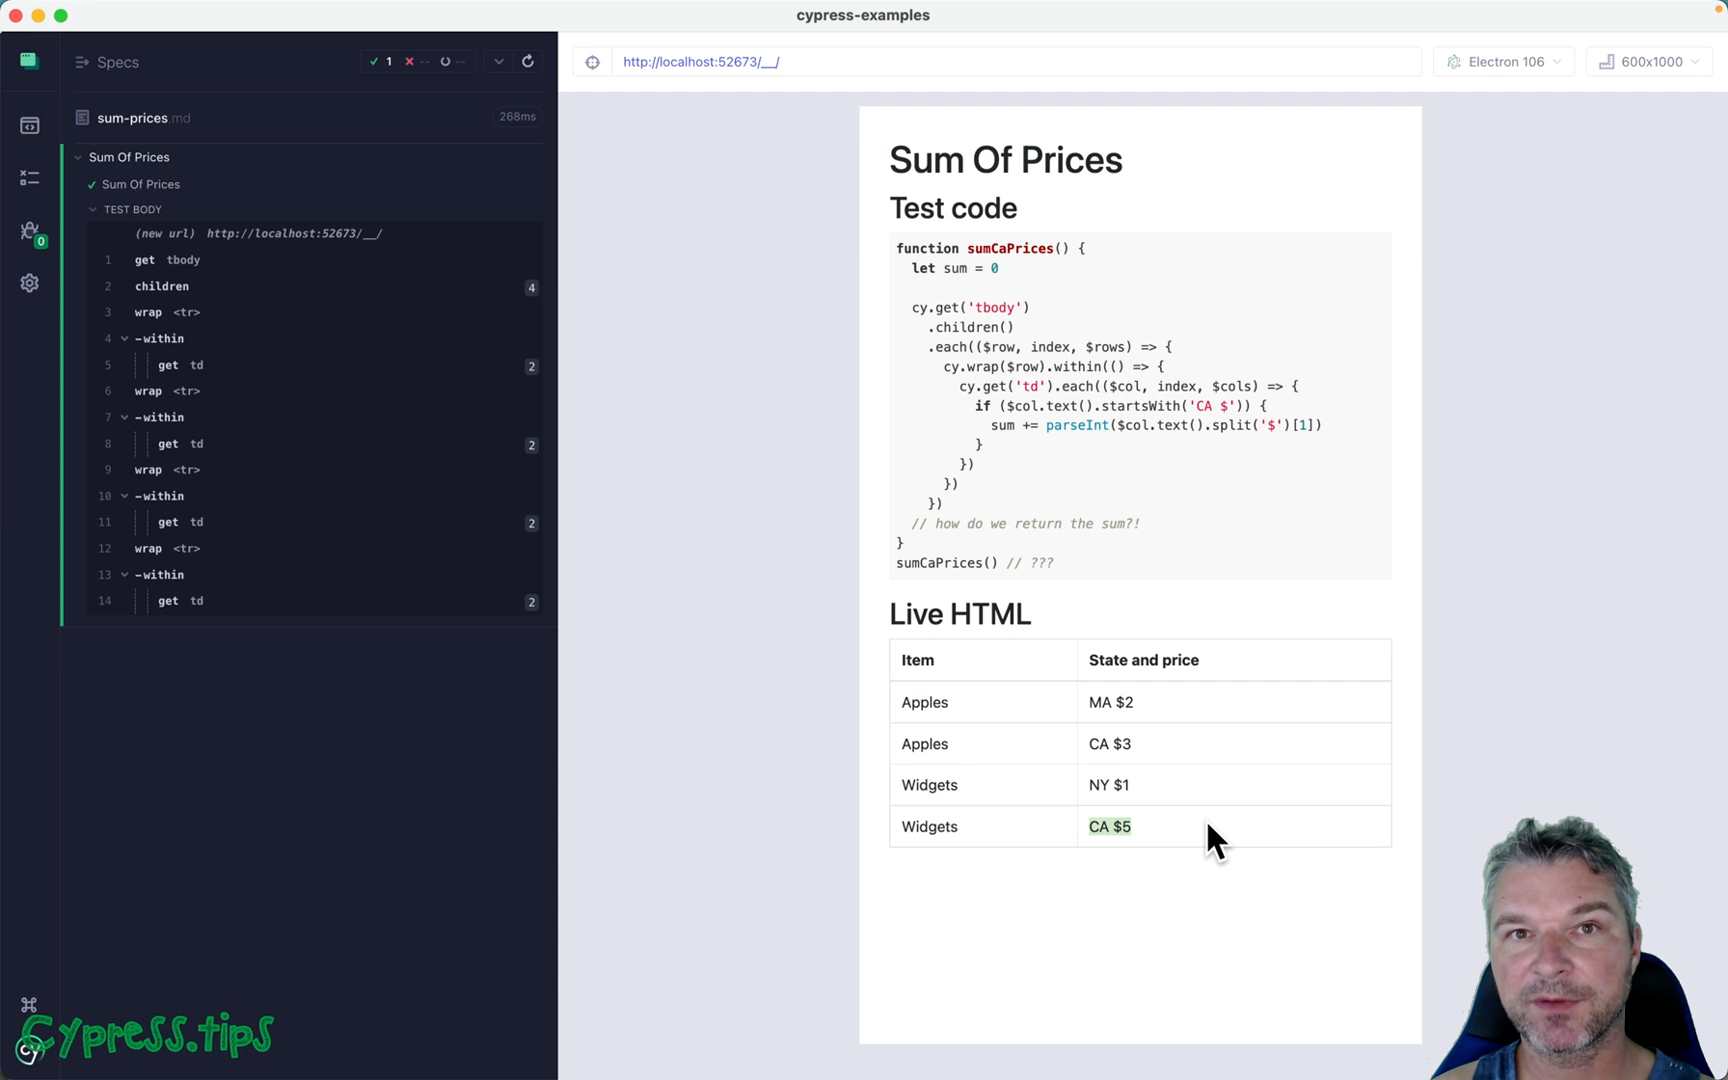 cypress-examples
Specs
1 -- --
http://localhost:52673/__/
Electron 106
600x1000
sum-prices.md
268ms
Sum Of Prices
Sum Of Prices
TEST BODY
(new url) http://localhost:52673/__/
1 get tbody
2 children 4
3 wrap <tr>
4 -within
5 get td 2
6 wrap <tr>
7 -within
8 get td 2
9 wrap <tr>
10 -within
11 get td 2
12 wrap <tr>
13 -within
14 get td 2
0
Cypress.tips
cy
Sum Of Prices
Test code
function sumCaPrices() {
let sum = 0
cy.get('tbody')
.children()
.each(($row, index, $rows) => {
cy.wrap($row).within(() => {
cy.get('td').each(($col, index, $cols) => {
if ($col.text().startsWith('CA $')) {
sum += parseInt($col.text().split('$')[1])
}
})
})
})
// how do we return the sum?!
}
sumCaPrices() // ???
Live HTML
Item State and price
Apples MA $2
Apples CA $3
Widgets NY $1
Widgets CA $5